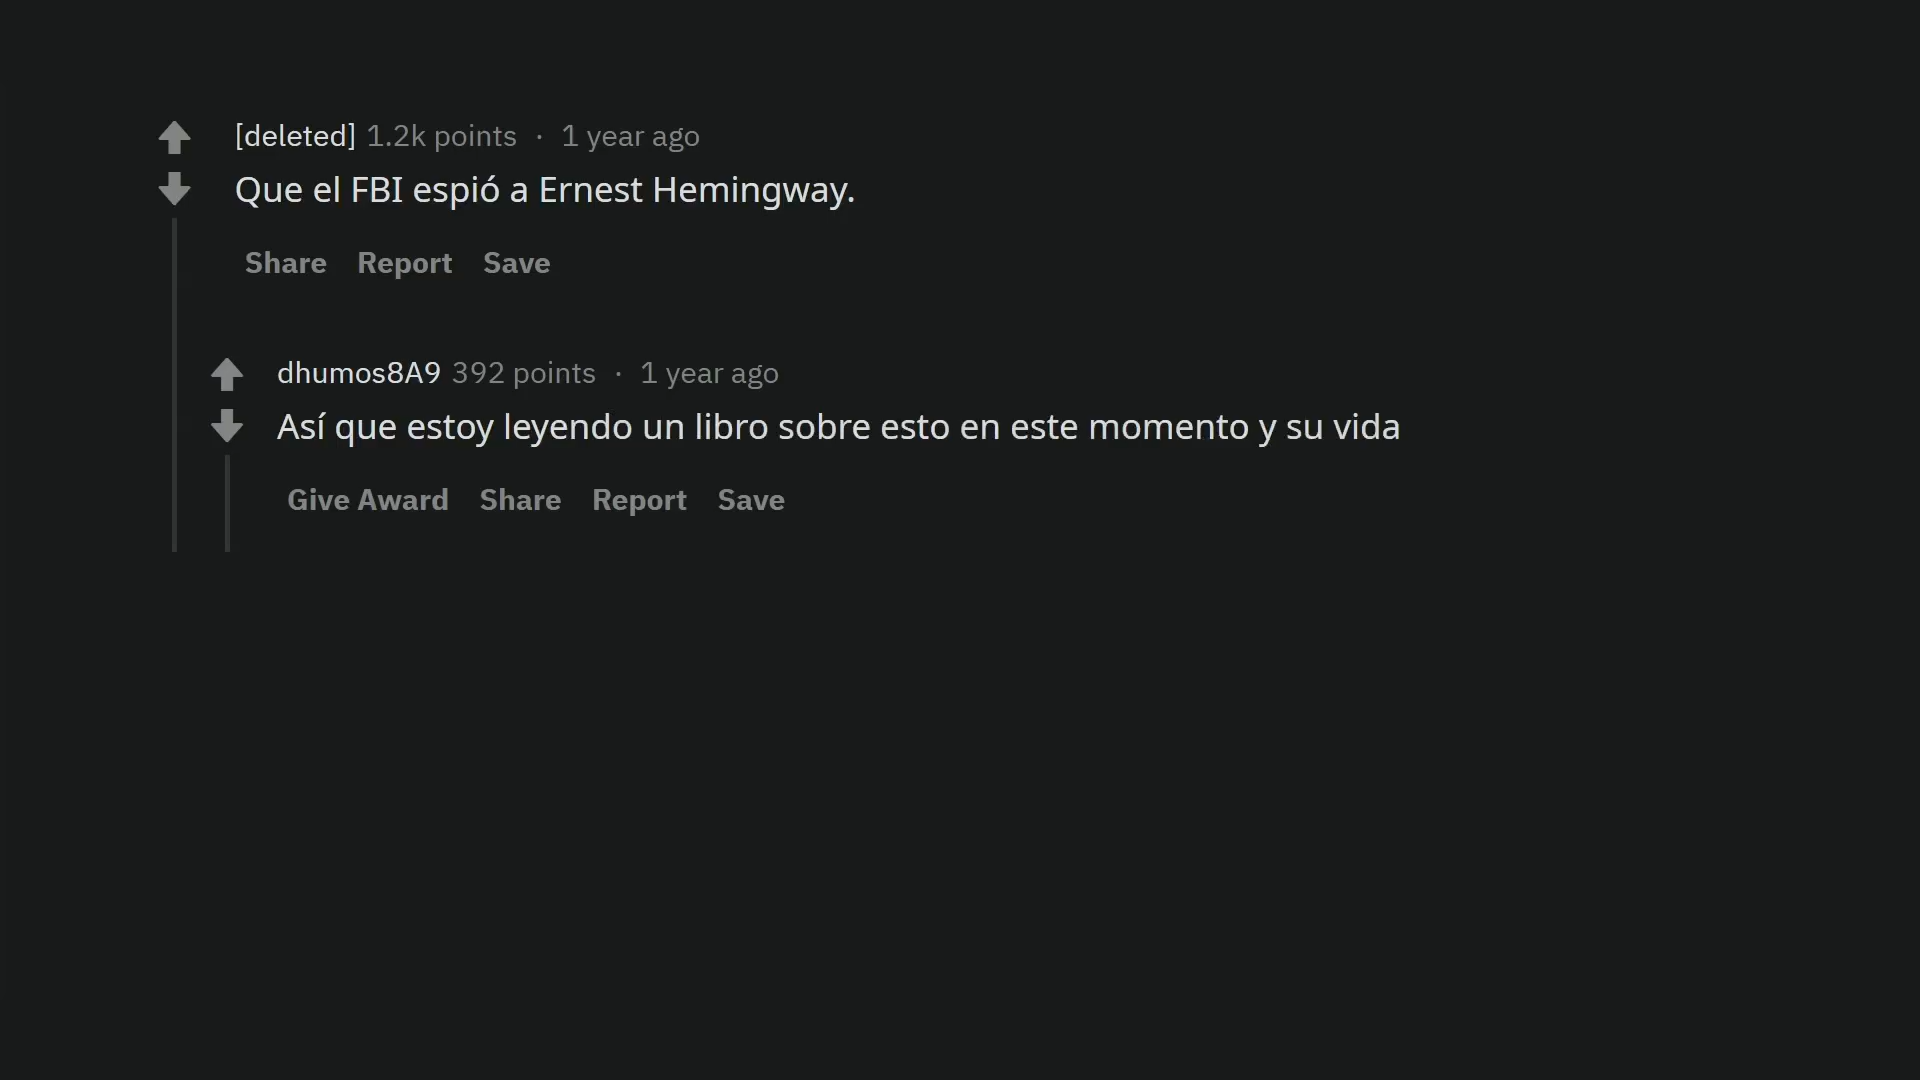 [deleted] 1.2k points · 1 year ago
Que el FBI espió a Ernest Hemingway.
Share Report Save
dhumos8A9 392 points · 1 year ago
Así que estoy leyendo un libro sobre esto en este momento y su vida
Give Award Share Report Save